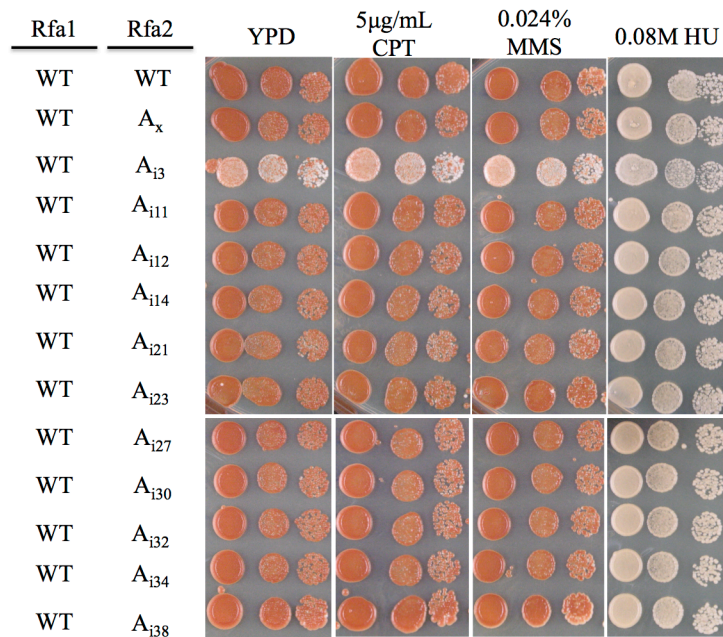 Rfa1 Rfa2 YPD 5µg/mL CPT 0.024% MMS 0.08M HU
WT WT
WT Ax
WT Ai3
WT Ai11
WT Ai12
WT Ai14
WT Ai21
WT Ai23
WT Ai27
WT Ai30
WT Ai32
WT Ai34
WT Ai38